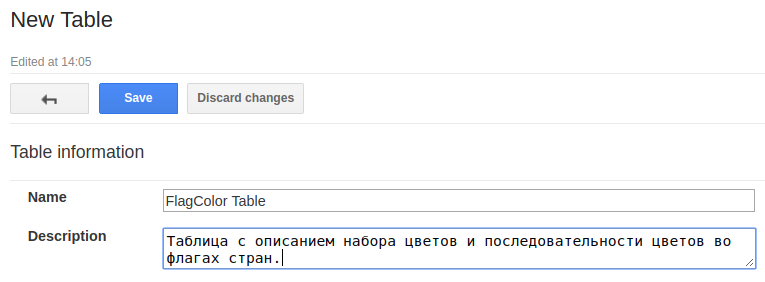 New Table
Edited at 14:05
Save
Discard changes
Table information
Name
FlagColor Table
Description
Таблица с описанием набора цветов и последовательности цветов во
флагах стран.